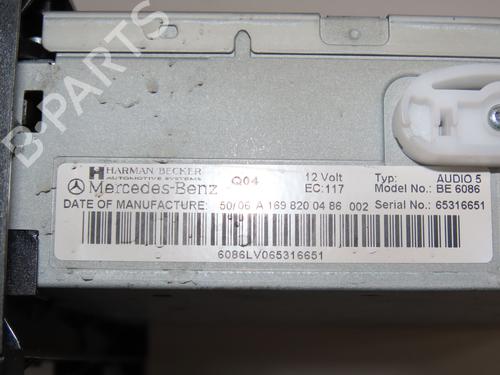 B-PARTS
HARMAN BECKER
AUTOMOTIVE SYSTEMS
Mercedes-Benz
Q04
12 Volt
EC:117
Typ: AUDIO 5
Model No.: BE 6086
DATE OF MANUFACTURE: 50/06 A 169 820 04 86 002 Serial No.: 65316651
6086LV065316651